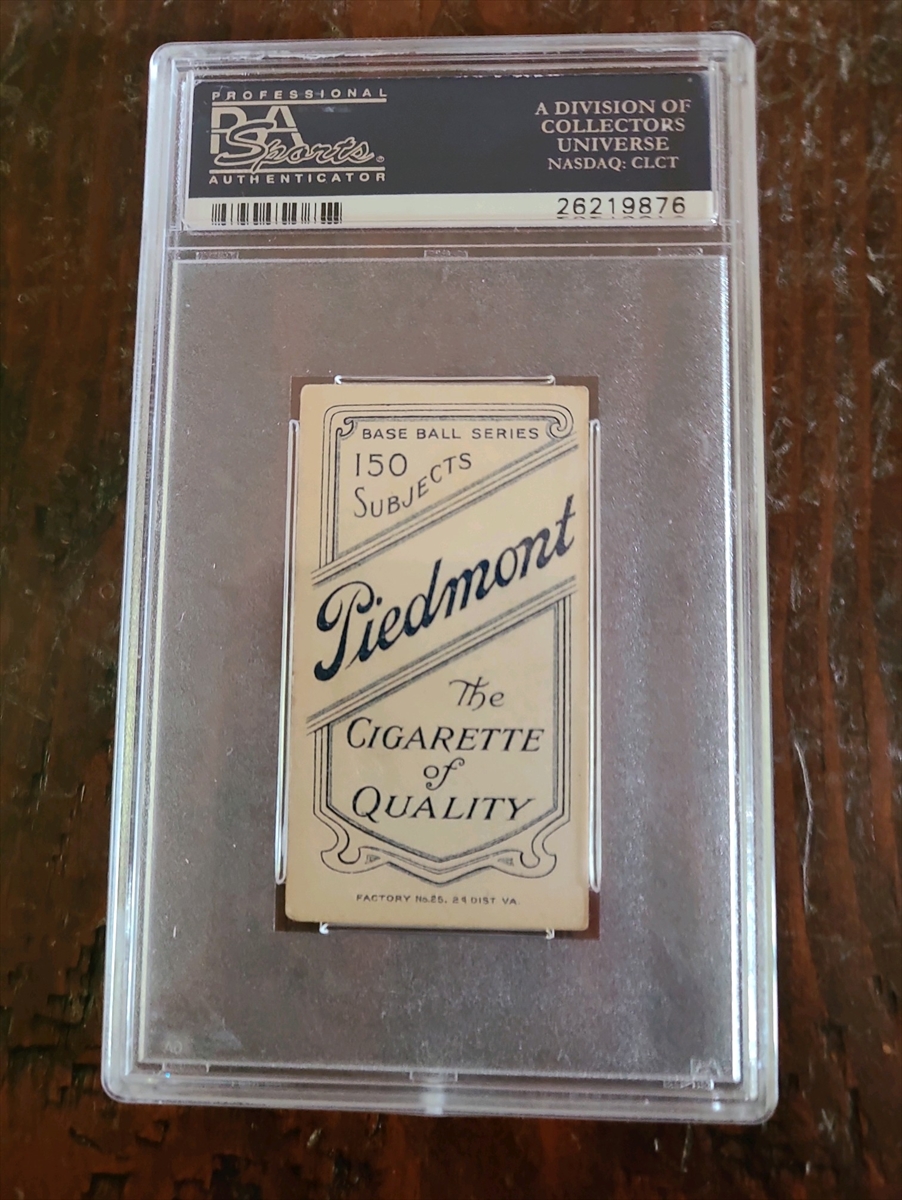 PROFESSIONAL
PSA
Sports
AUTHENTICATOR
A DIVISION OF
COLLECTORS
UNIVERSE
NASDAQ: CLCT
26219876
BASE BALL SERIES
150
SUBJECTS
Piedmont
The
CIGARETTE
of
QUALITY
FACTORY No.25. 2d DIST VA.